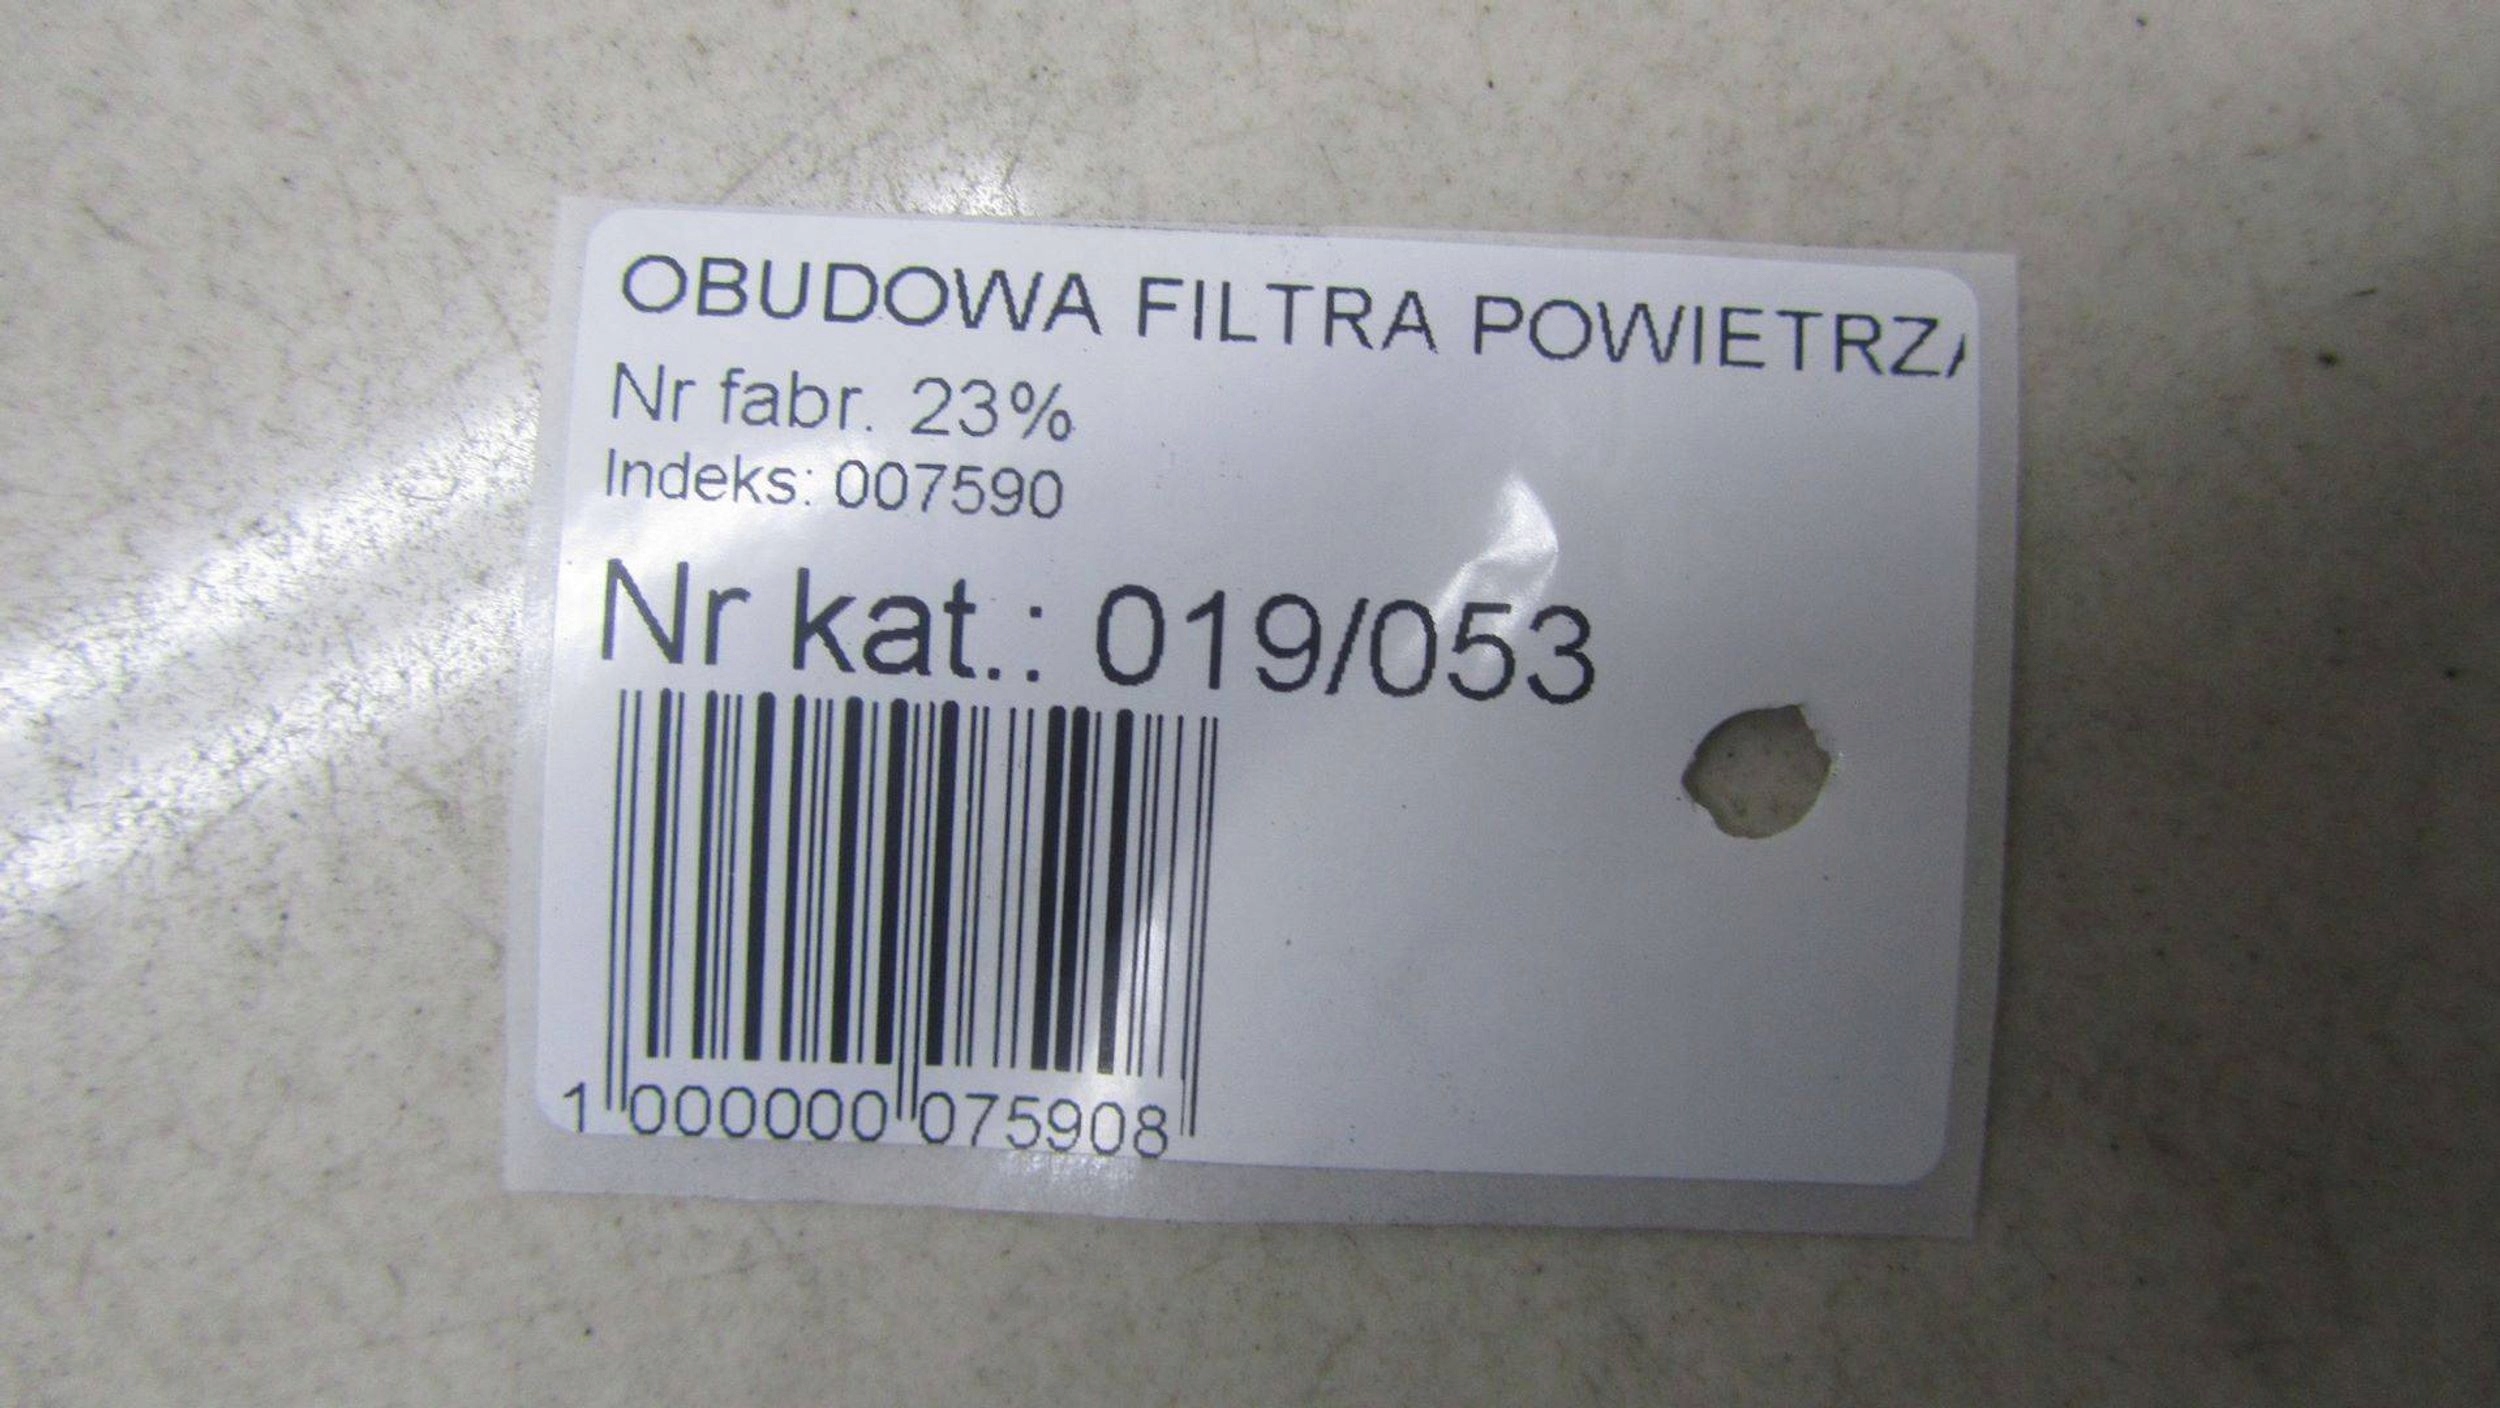 OBUDOWA FILTRA POWIETRZA
Nr fabr. 23%
Indeks: 007590
Nr kat.: 019/053
1 000000 075908